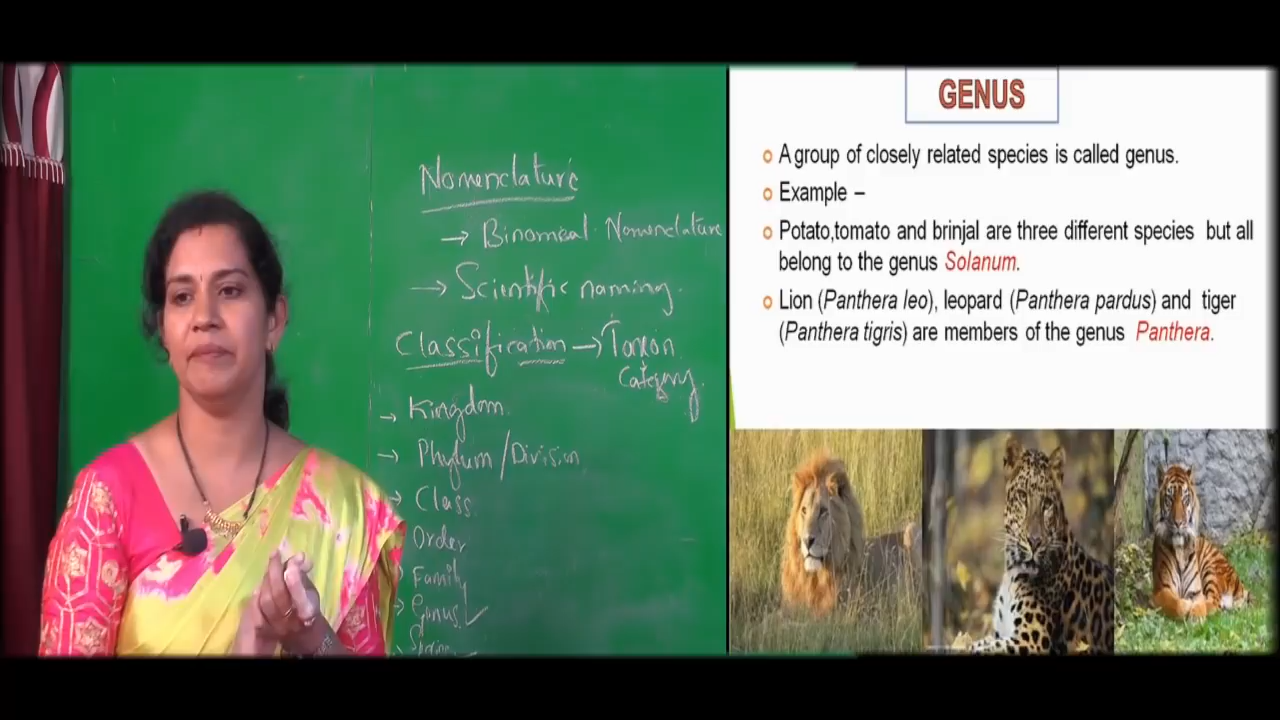 Nomenclature
→ Binomial Nomenclature
→ Scientific naming.
Classification → Taxon
Category.
→ Kingdom
→ Phylum / Division
→ Class
Order
Family
→ Genus ✓
GENUS
A group of closely related species is called genus.
Example –
Potato,tomato and brinjal are three different species but all
belong to the genus Solanum.
Lion (Panthera leo), leopard (Panthera pardus) and tiger
(Panthera tigris) are members of the genus Panthera.